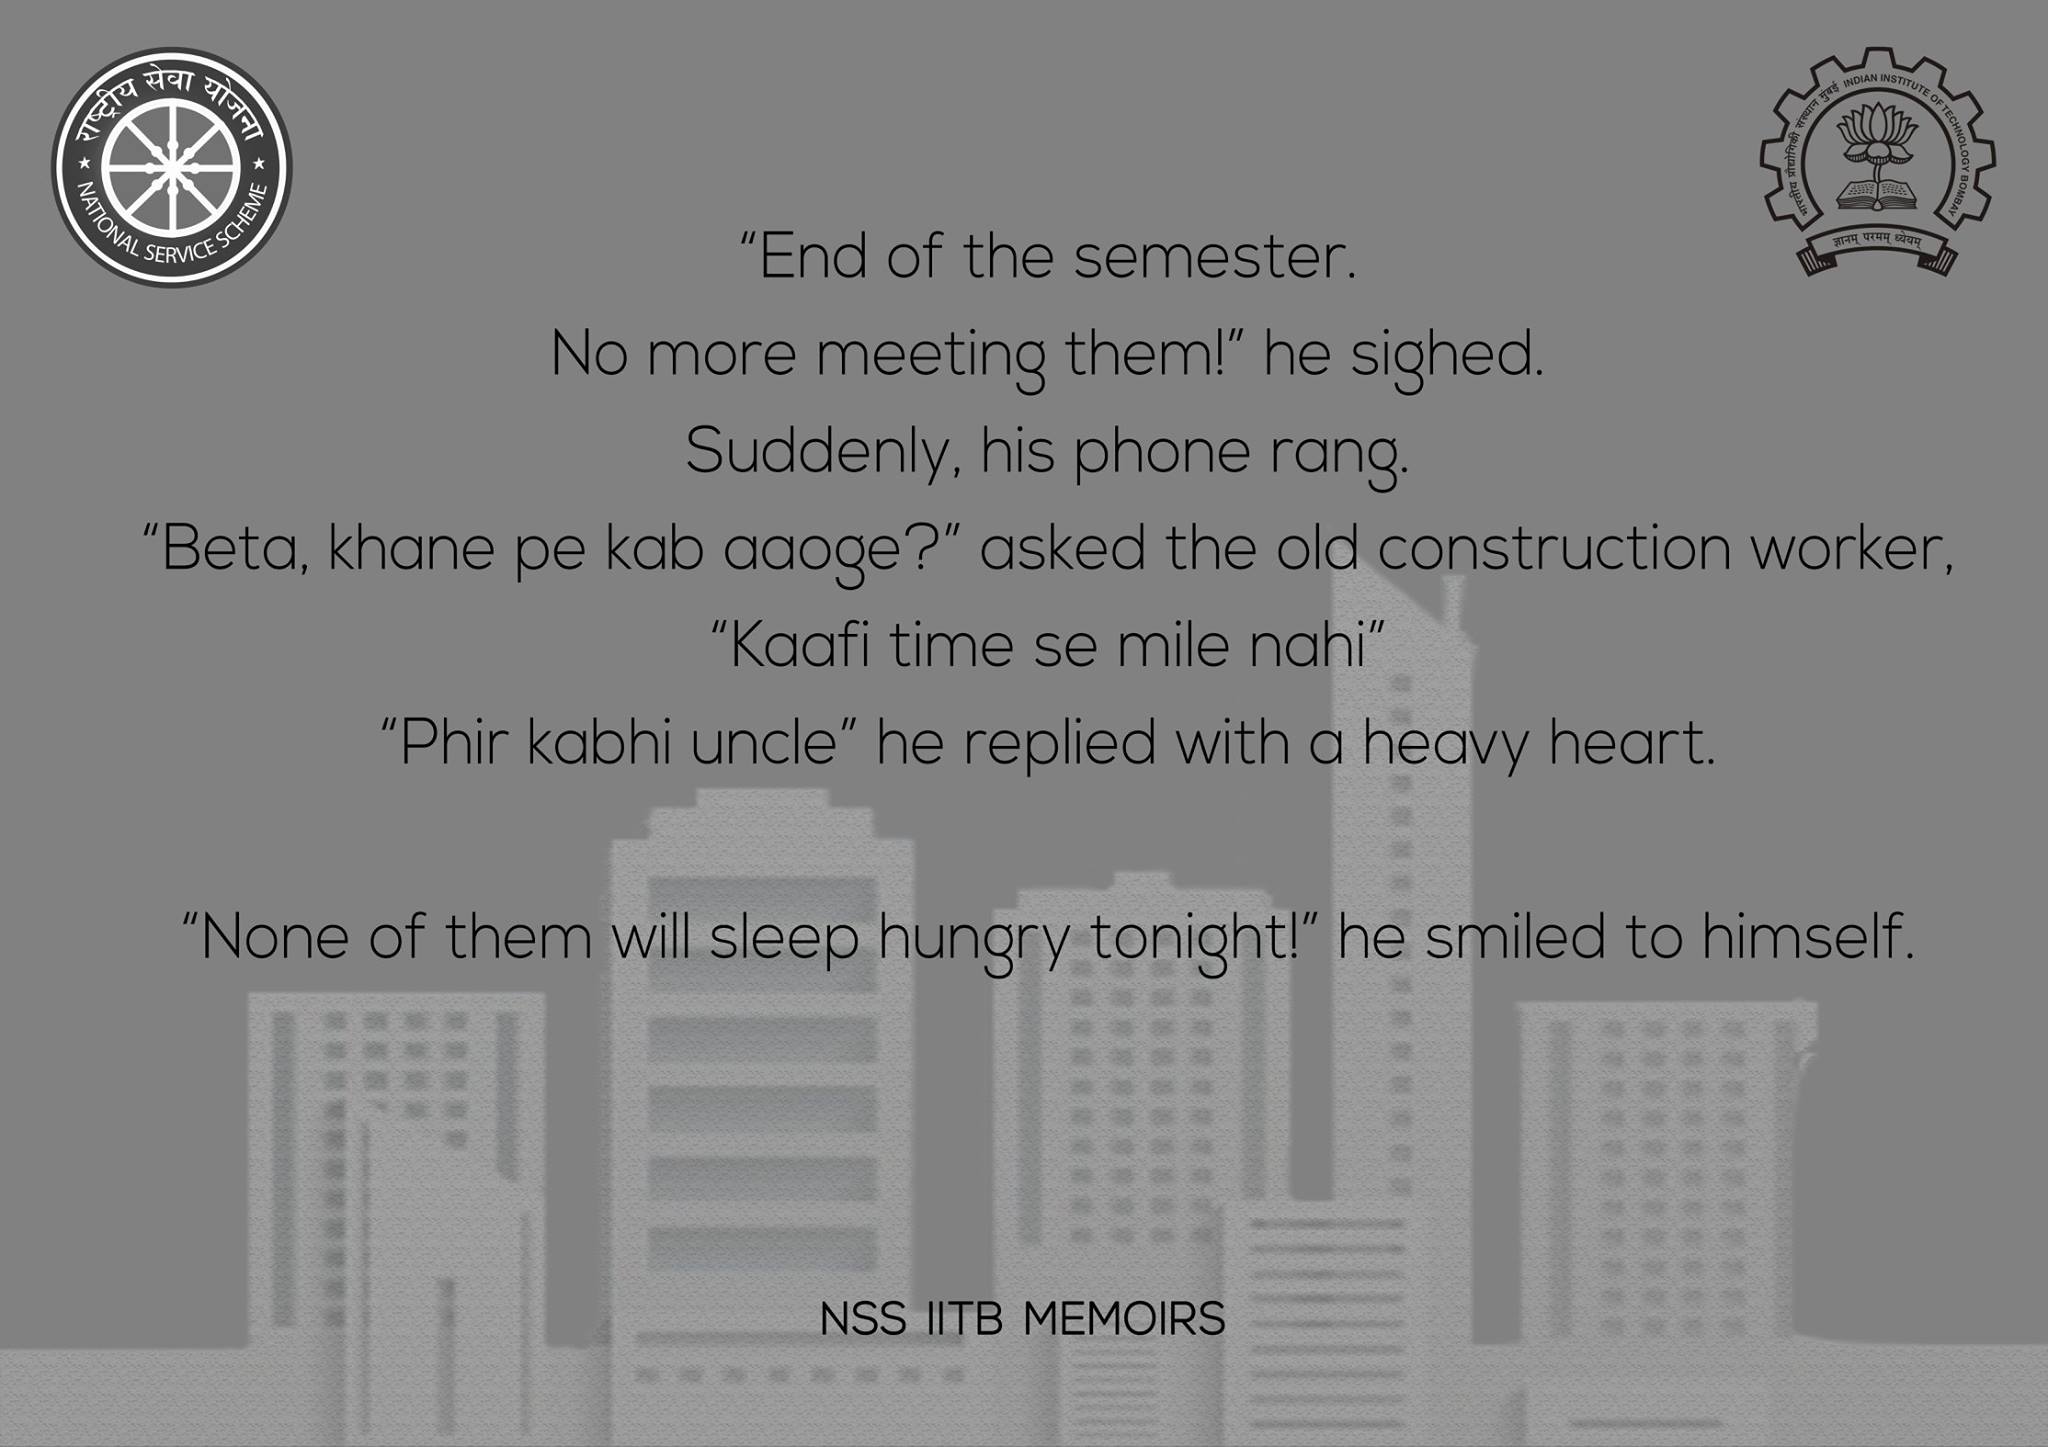 राष्ट्रीय सेवा योजना
NATIONAL SERVICE SCHEME
भारतीय प्रौद्योगिकी संस्थान मुंबई INDIAN INSTITUTE OF TECHNOLOGY BOMBAY
ज्ञानम् परमम् ध्येयम्
“End of the semester.
No more meeting them!” he sighed.
Suddenly, his phone rang.
“Beta, khane pe kab aaoge?” asked the old construction worker,
“Kaafi time se mile nahi”
“Phir kabhi uncle” he replied with a heavy heart.
“None of them will sleep hungry tonight!” he smiled to himself.
NSS IITB MEMOIRS